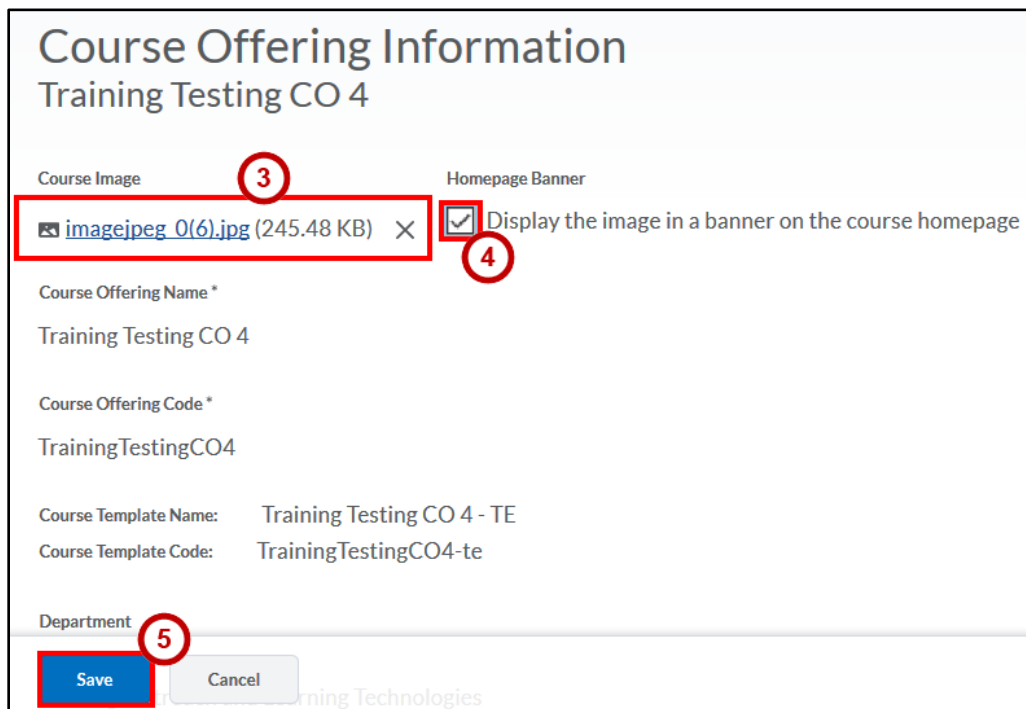 Course Offering Information
Training Testing CO 4
Course Image
3
Homepage Banner
imagejpeg_0(6).jpg (245.48 KB)
Display the image in a banner on the course homepage
4
Course Offering Name *
Training Testing CO 4
Course Offering Code *
TrainingTestingCO4
Course Template Name: Training Testing CO 4 - TE
Course Template Code: TrainingTestingCO4-te
Department
5
Save
Cancel
Technologies